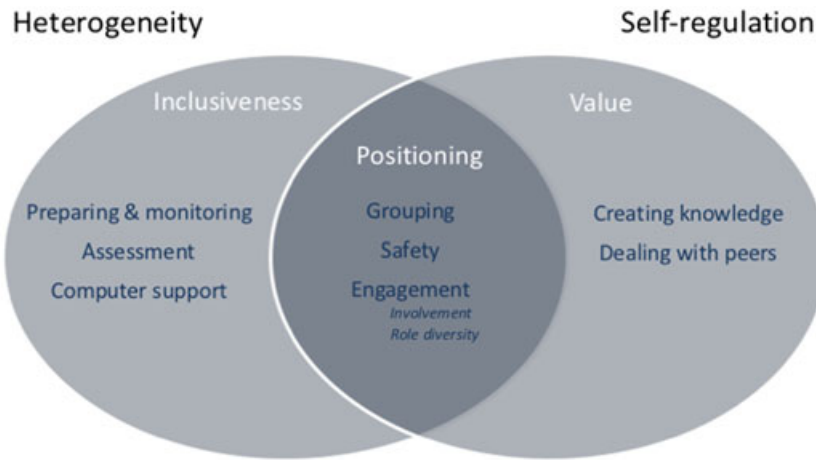 Heterogeneity
Self-regulation
Inclusiveness
Preparing & monitoring
Assessment
Computer support
Positioning
Grouping
Safety
Engagement
Involvement
Role diversity
Value
Creating knowledge
Dealing with peers